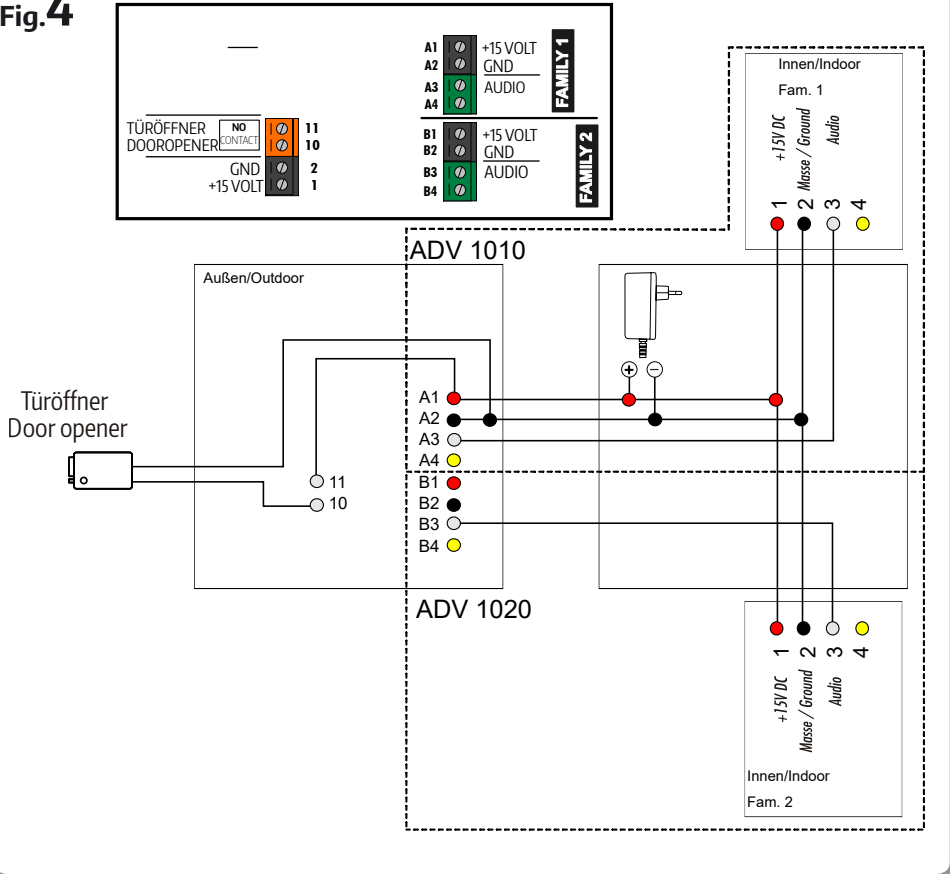 Fig.4
A1 +15 VOLT
A2 GND
A3 AUDIO
A4
FAMILY 1
TÜRÖFFNER NO 11
DOOROPENER CONTACT 10
GND 2
+15 VOLT 1
B1 +15 VOLT
B2 GND
B3 AUDIO
B4
FAMILY 2
Innen/Indoor
Fam. 1
+15V DC
Masse / Ground
Audio
1 2 3 4
ADV 1010
Außen/Outdoor
+ −
Türöffner
Door opener
A1
A2
A3
A4
11
10
B1
B2
B3
B4
ADV 1020
1 2 3 4
+15V DC
Masse / Ground
Audio
Innen/Indoor
Fam. 2